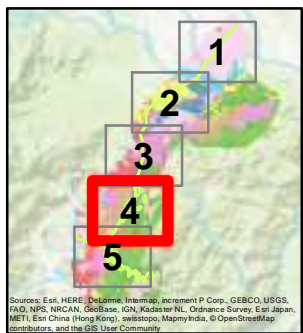 1
2
3
4
5
Sources: Esri, HERE, DeLorme, Intermap, increment P Corp., GEBCO, USGS,
FAO, NPS, NRCAN, GeoBase, IGN, Kadaster NL, Ordnance Survey, Esri Japan,
METI, Esri China (Hong Kong), swisstopo, MapmyIndia, © OpenStreetMap
contributors, and the GIS User Community